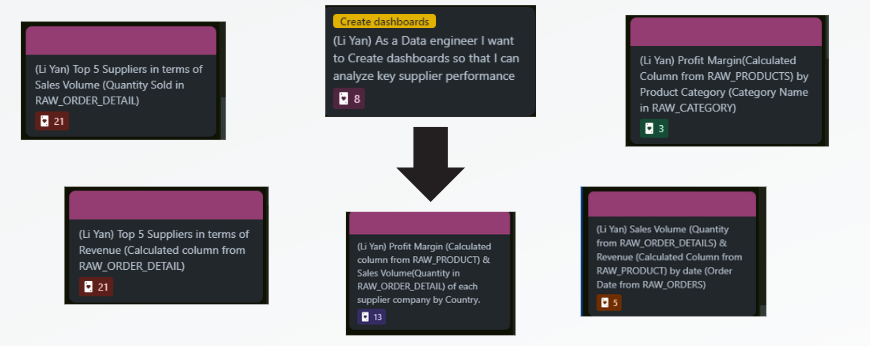 (Li Yan) Top 5 Suppliers in terms of
Sales Volume (Quantity Sold in
RAW_ORDER_DETAIL)
21
Create dashboards
(Li Yan) As a Data engineer I want
to Create dashboards so that I can
analyze key supplier performance
8
(Li Yan) Profit Margin(Calculated
Column from RAW_PRODUCTS) by
Product Category (Category Name
in RAW_CATEGORY)
3
(Li Yan) Top 5 Suppliers in terms of
Revenue (Calculated column from
RAW_ORDER_DETAIL)
21
(Li Yan) Profit Margin (Calculated
column from RAW_PRODUCT) &
Sales Volume(Quantity in
RAW_ORDER_DETAIL) of each
supplier company by Country.
13
(Li Yan) Sales Volume (Quantity
from RAW_ORDER_DETAILS) &
Revenue (Calculated Column from
RAW_PRODUCT) by date (Order
Date from RAW_ORDERS)
5